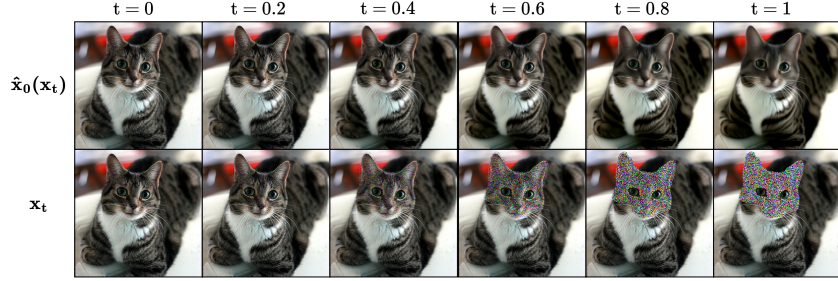 t = 0 t = 0.2 t = 0.4 t = 0.6 t = 0.8 t = 1
x̂₀(xₜ)
xₜ